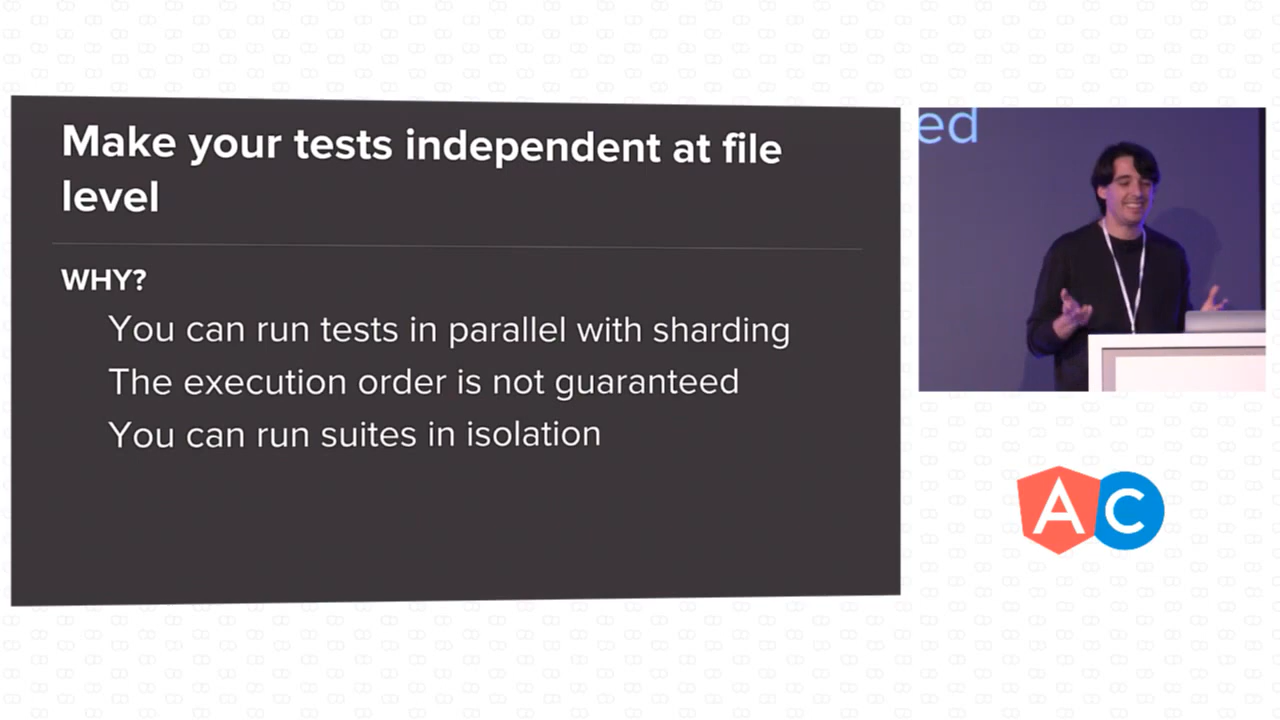 Make your tests independent at file
level
WHY?
You can run tests in parallel with sharding
The execution order is not guaranteed
You can run suites in isolation
ed
A C